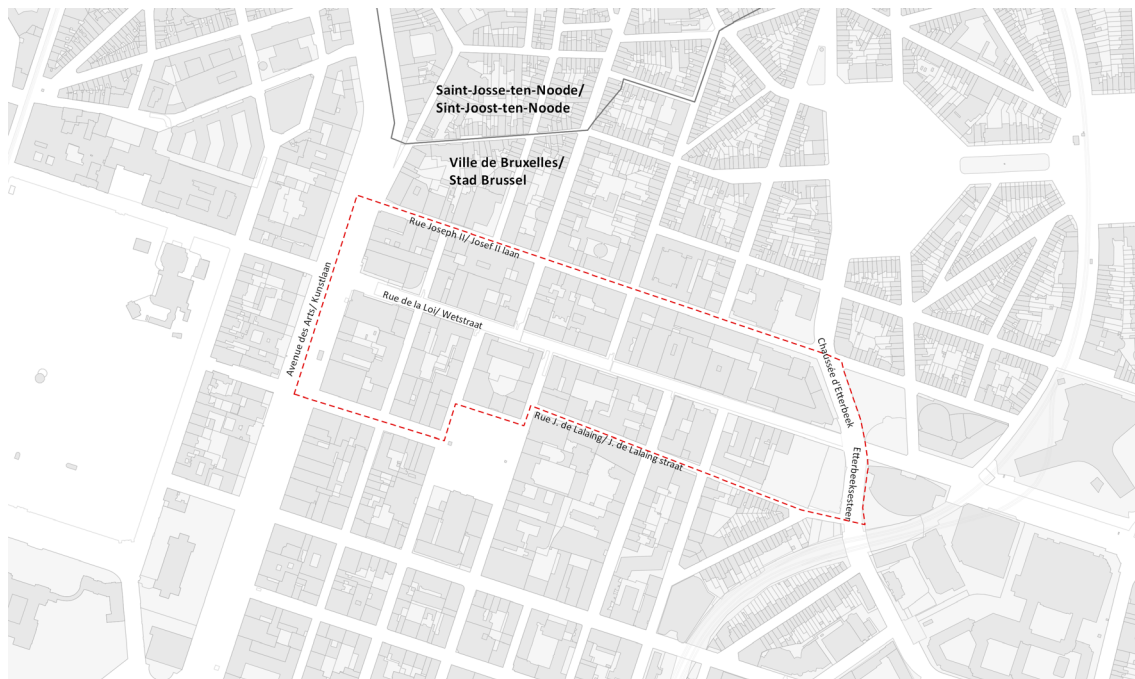 Saint-Josse-ten-Noode/
Sint-Joost-ten-Noode
Ville de Bruxelles/
Stad Brussel
Rue Joseph II/ Josef II laan
Avenue des Arts/ Kunstlaan
Rue de la Loi/ Wetstraat
Chaussée d'Etterbeek
Rue J. de Lalaing/ J. de Lalaing straat
Etterbeeksesteen